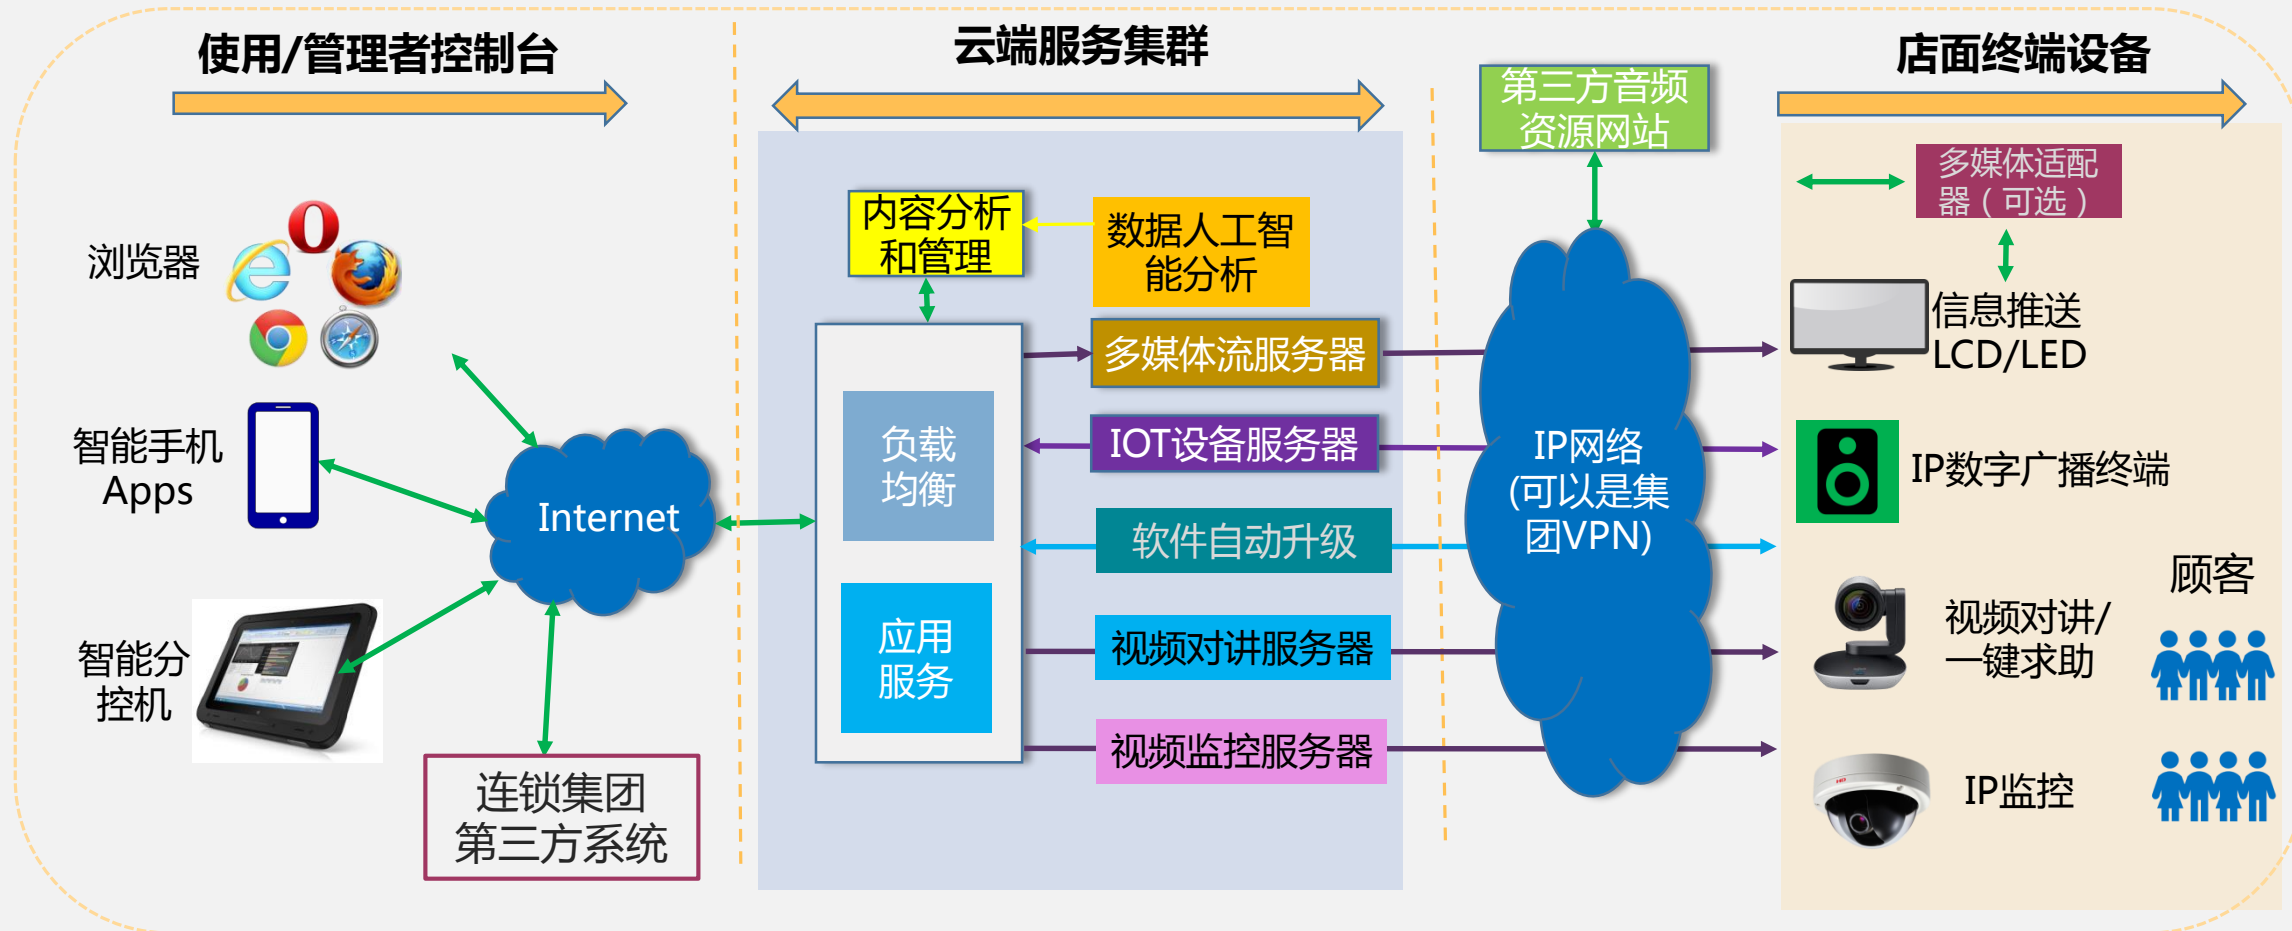 使用/管理者控制台
云端服务集群
店面终端设备
第三方音频
资源网站
多媒体适配
器（可选）
浏览器
内容分析
和管理
数据人工智
能分析
信息推送
LCD/LED
多媒体流服务器
智能手机
Apps
负载
均衡
IOT设备服务器
IP网络
(可以是集
团VPN)
IP数字广播终端
Internet
软件自动升级
顾客
智能分
控机
应用
服务
视频对讲服务器
视频对讲/
一键求助
视频监控服务器
IP监控
连锁集团
第三方系统